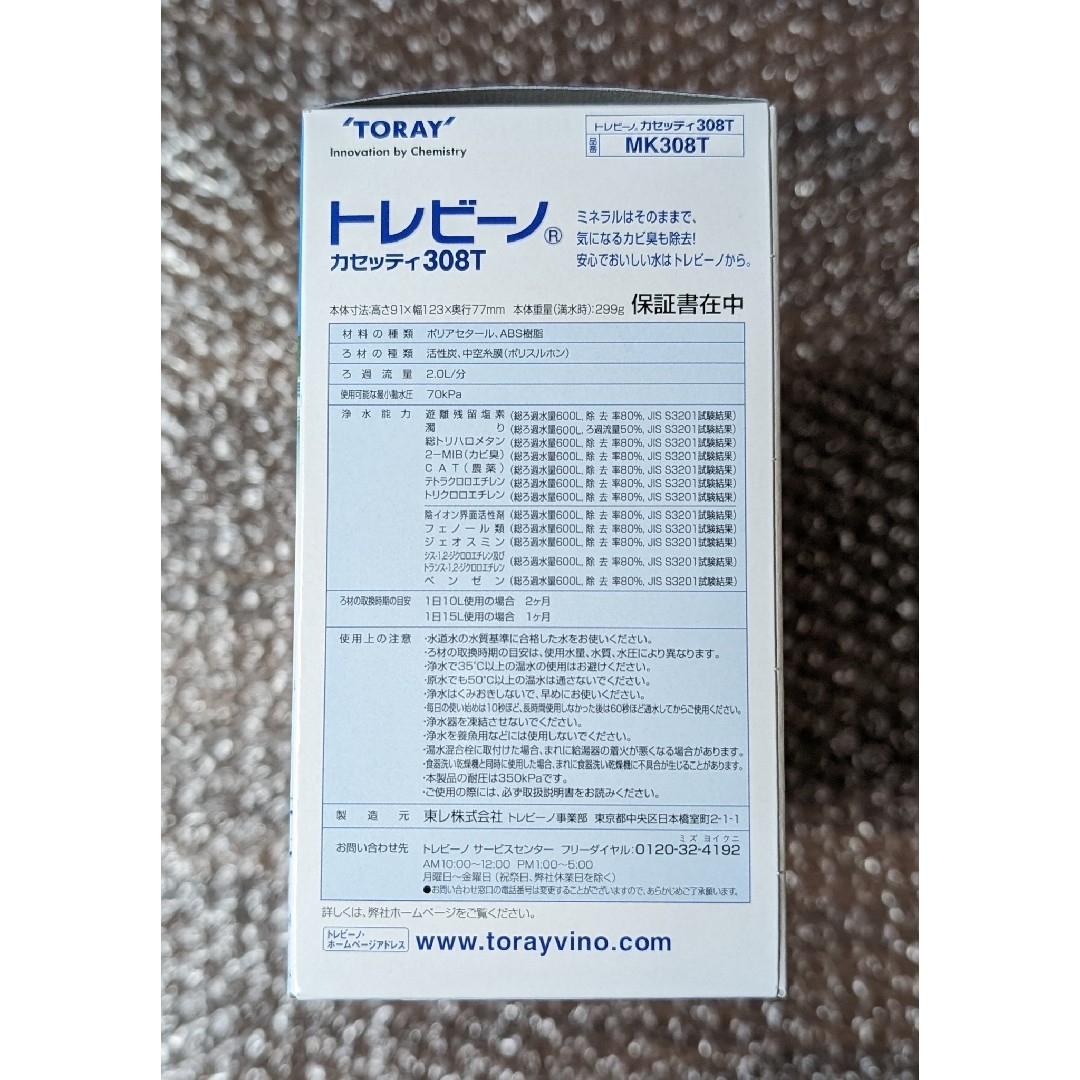 'TORAY'
Innovation by Chemistry
トレビーノ® カセッティ308T
品番 MK308T
トレビーノ®
カセッティ308T
ミネラルはそのままで、
気になるカビ臭も除去!
安心でおいしい水はトレビーノから。
本体寸法:高さ91×幅123×奥行77mm 本体重量(満水時):299g 保証書在中
材料の種類 ポリアセタール、ABS樹脂
ろ材の種類 活性炭、中空糸膜(ポリスルホン)
ろ過流量 2.0L/分
使用可能な最小動水圧 70kPa
浄水能力 遊離残留塩素 (総ろ過水量600L、除去率80%、JIS S3201試験結果)
濁り (総ろ過水量600L、ろ過流量50%、JIS S3201試験結果)
総トリハロメタン (総ろ過水量600L、除去率80%、JIS S3201試験結果)
2-MIB(カビ臭) (総ろ過水量600L、除去率80%、JIS S3201試験結果)
CAT(農薬) (総ろ過水量600L、除去率80%、JIS S3201試験結果)
テトラクロロエチレン (総ろ過水量600L、除去率80%、JIS S3201試験結果)
トリクロロエチレン (総ろ過水量600L、除去率80%、JIS S3201試験結果)
陰イオン界面活性剤 (総ろ過水量600L、除去率80%、JIS S3201試験結果)
フェノール類 (総ろ過水量600L、除去率80%、JIS S3201試験結果)
ジェオスミン (総ろ過水量600L、除去率80%、JIS S3201試験結果)
シス-1,2-ジクロロエチレン及び
トランス-1,2-ジクロロエチレン (総ろ過水量600L、除去率80%、JIS S3201試験結果)
ベンゼン (総ろ過水量600L、除去率80%、JIS S3201試験結果)
ろ材の取換時期の目安 1日10L使用の場合 2ヶ月
1日15L使用の場合 1ヶ月
使用上の注意 ・水道水の水質基準に合格した水をお使いください。
・ろ材の取換時期の目安は、使用水量、水質、水圧により異なります。
・浄水で35℃以上の温水の使用はお避けください。
・原水でも50℃以上の温水は通さないでください。
・浄水はくみおきしないで、早めにお使いください。
・毎日の使い始めは10秒ほど、長時間使用しなかった後は60秒ほど通水してからご使用ください。
・浄水器を凍結させないでください。
・浄水を養魚用などには使用しないでください。
・湯水混合栓に取付けた場合、まれに給湯器の着火が悪くなる場合があります。
・食器洗い乾燥機と同時に使用した場合、まれに食器洗い乾燥機に不具合が生じることがあります。
・本製品の耐圧は350kPaです。
・ご使用の際には、必ず取扱説明書をお読みください。
製造元 東レ株式会社 トレビーノ事業部 東京都中央区日本橋室町2-1-1
ミズ ヨイクニ
お問い合わせ先 トレビーノ サービスセンター フリーダイヤル:0120-32-4192
AM10:00～12:00 PM1:00～5:00
月曜日～金曜日(祝祭日、弊社休業日を除く)
●お問い合わせ窓口の電話番号は変更することがございますので、あらかじめご了承願います。
詳しくは、弊社ホームページをご覧ください。
トレビーノ・
ホームページアドレス www.torayvino.com